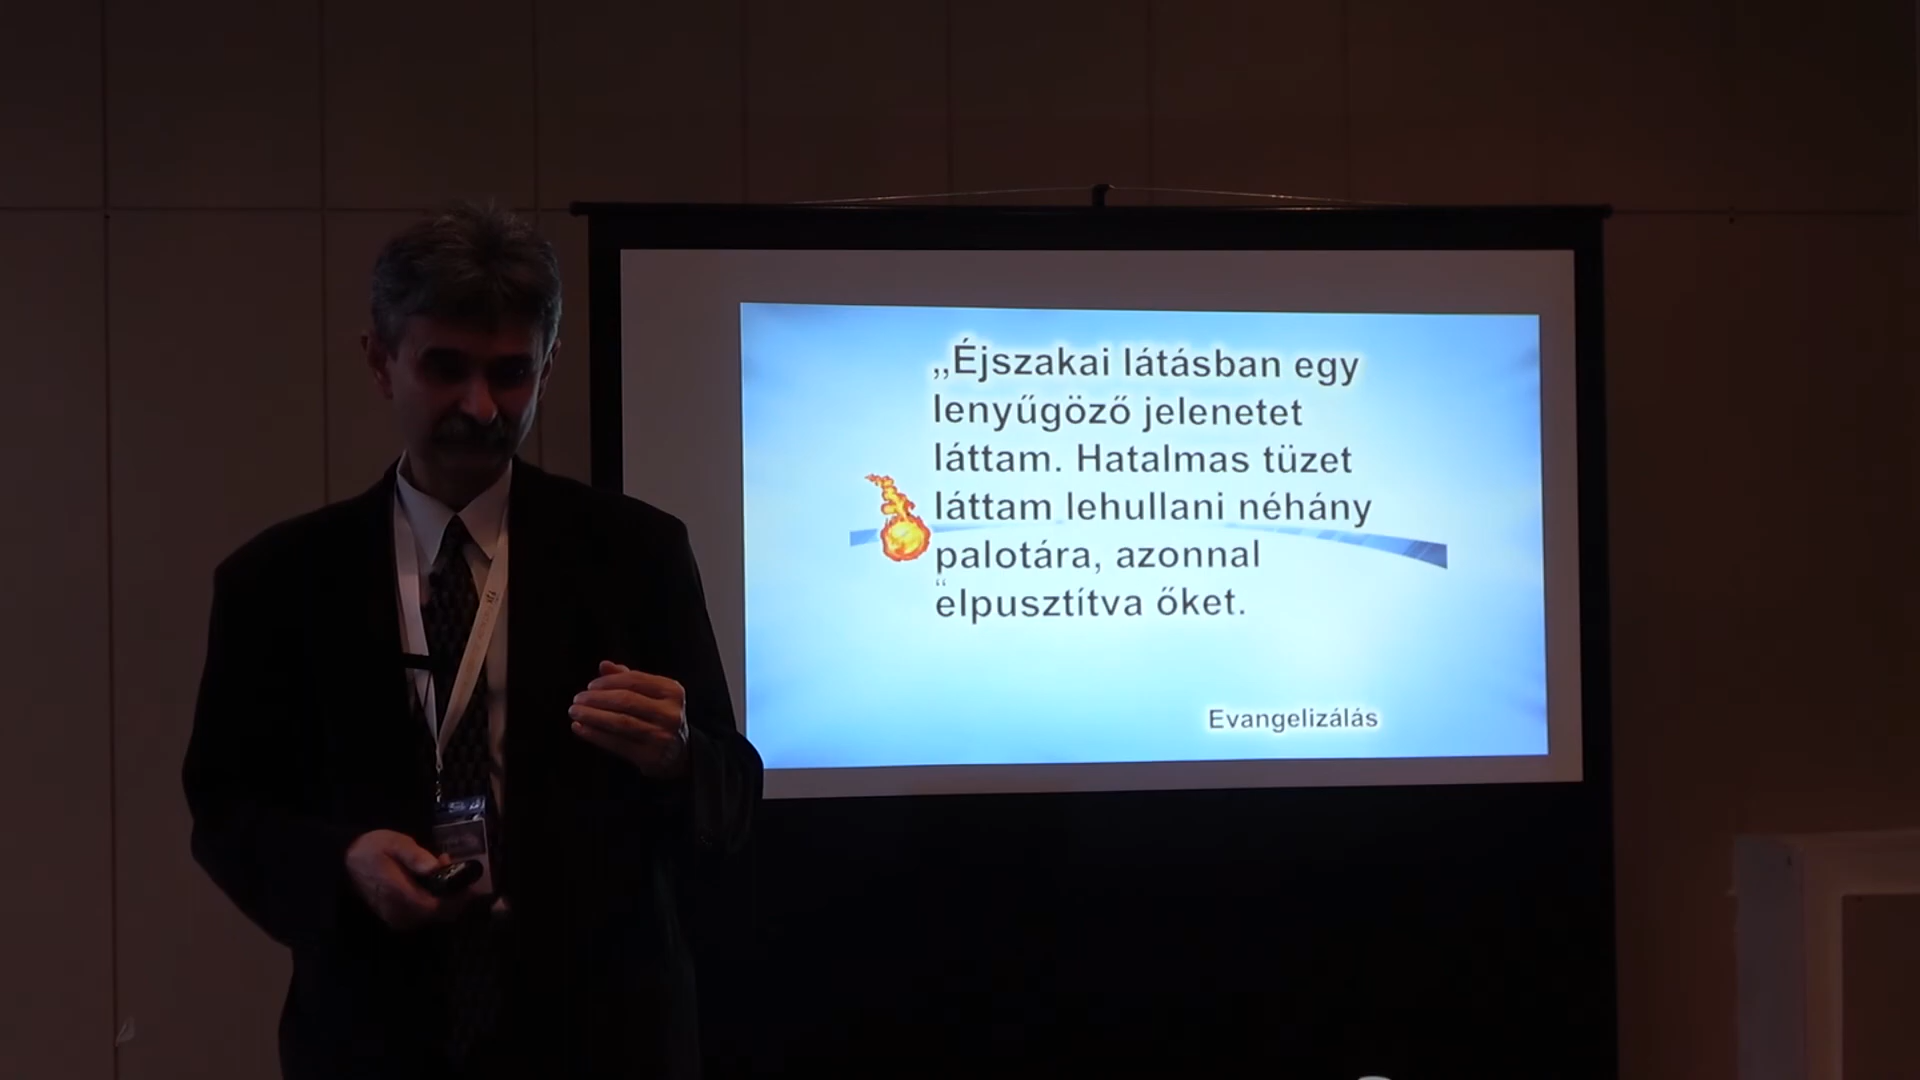 „Éjszakai látásban egy
lenyűgöző jelenetet
láttam. Hatalmas tüzet
láttam lehullani néhány
palotára, azonnal
elpusztítva őket.
“
Evangelizálás